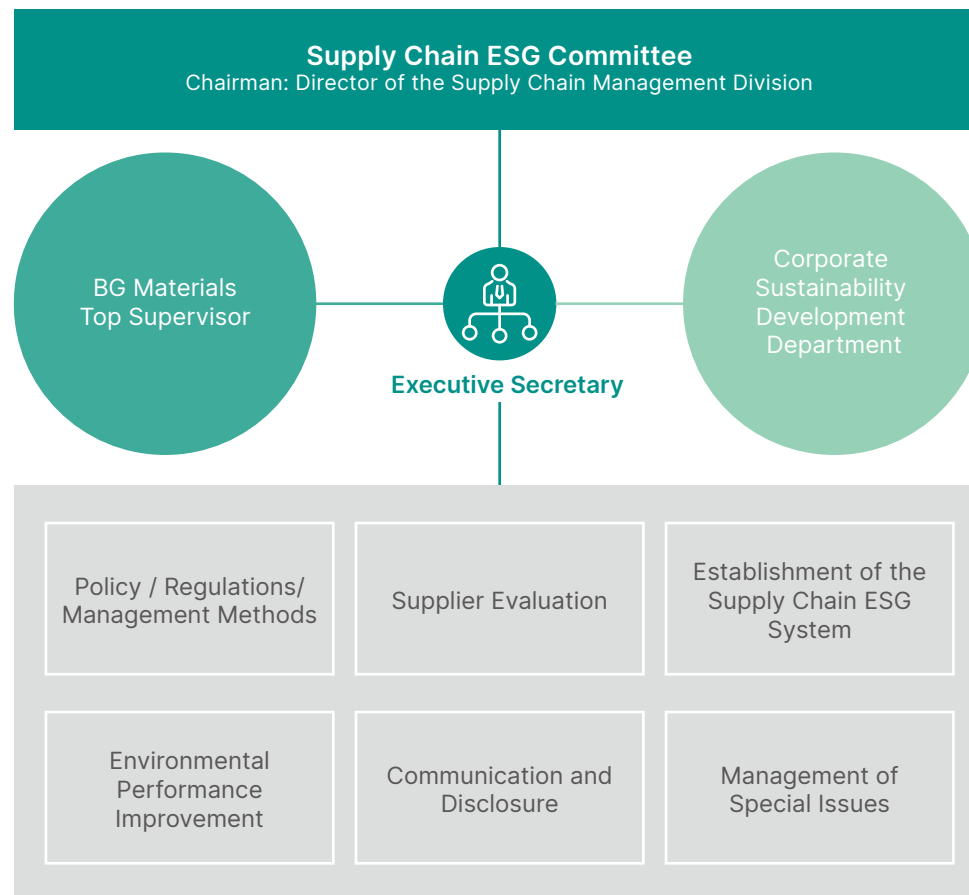 Supply Chain ESG Committee
Chairman: Director of the Supply Chain Management Division
BG Materials
Top Supervisor
Corporate
Sustainability
Development
Department
Executive Secretary
Policy / Regulations/
Management Methods
Supplier Evaluation
Establishment of the
Supply Chain ESG
System
Environmental
Performance
Improvement
Communication and
Disclosure
Management of
Special Issues